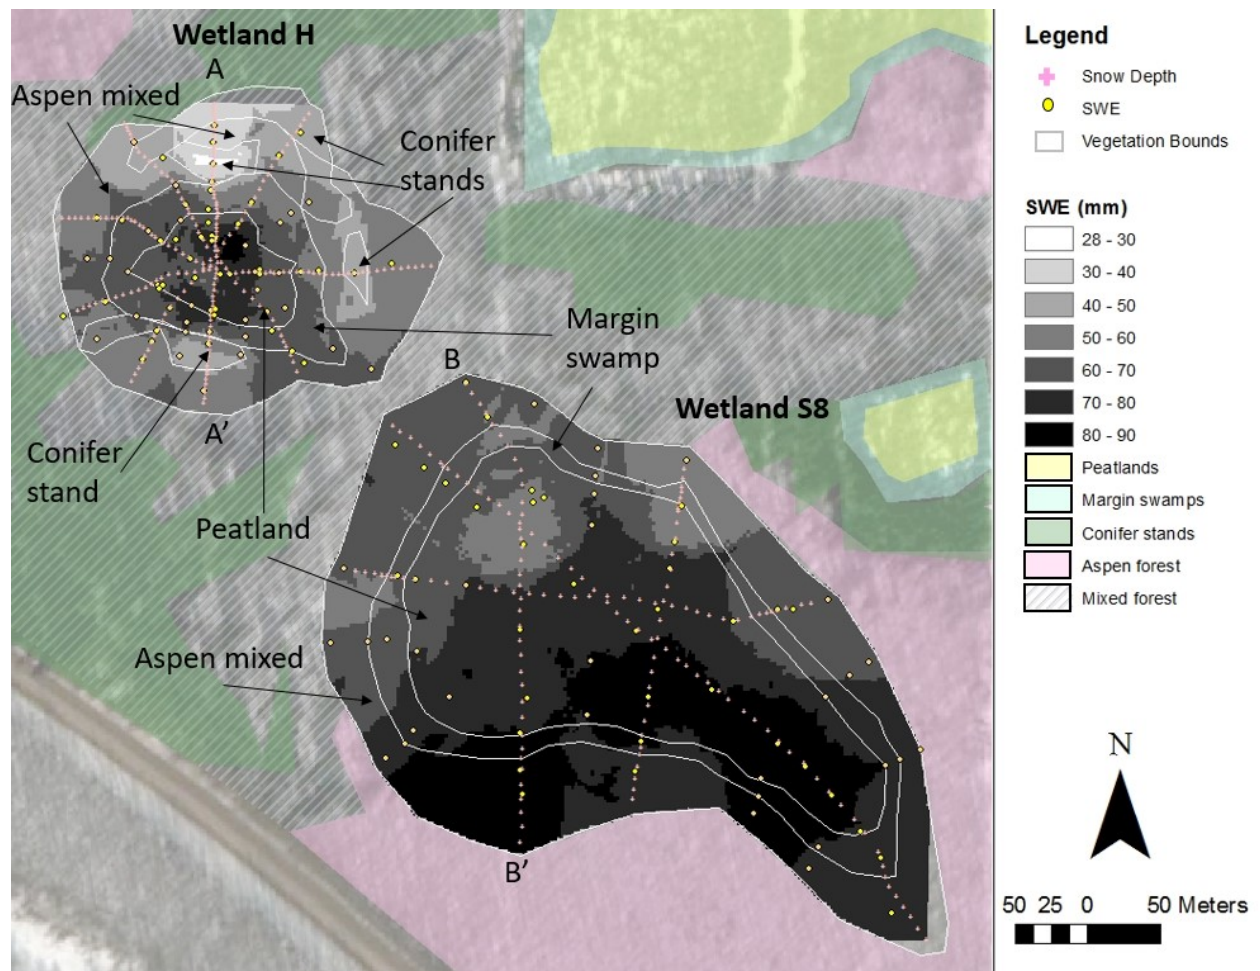 Wetland H
A
Aspen mixed
Conifer
stands
Margin
swamp
B
Wetland S8
A’
Conifer
stand
Peatland
Aspen mixed
B’
Legend
Snow Depth
SWE
Vegetation Bounds
SWE (mm)
28 - 30
30 - 40
40 - 50
50 - 60
60 - 70
70 - 80
80 - 90
Peatlands
Margin swamps
Conifer stands
Aspen forest
Mixed forest
N
50 25 0 50 Meters